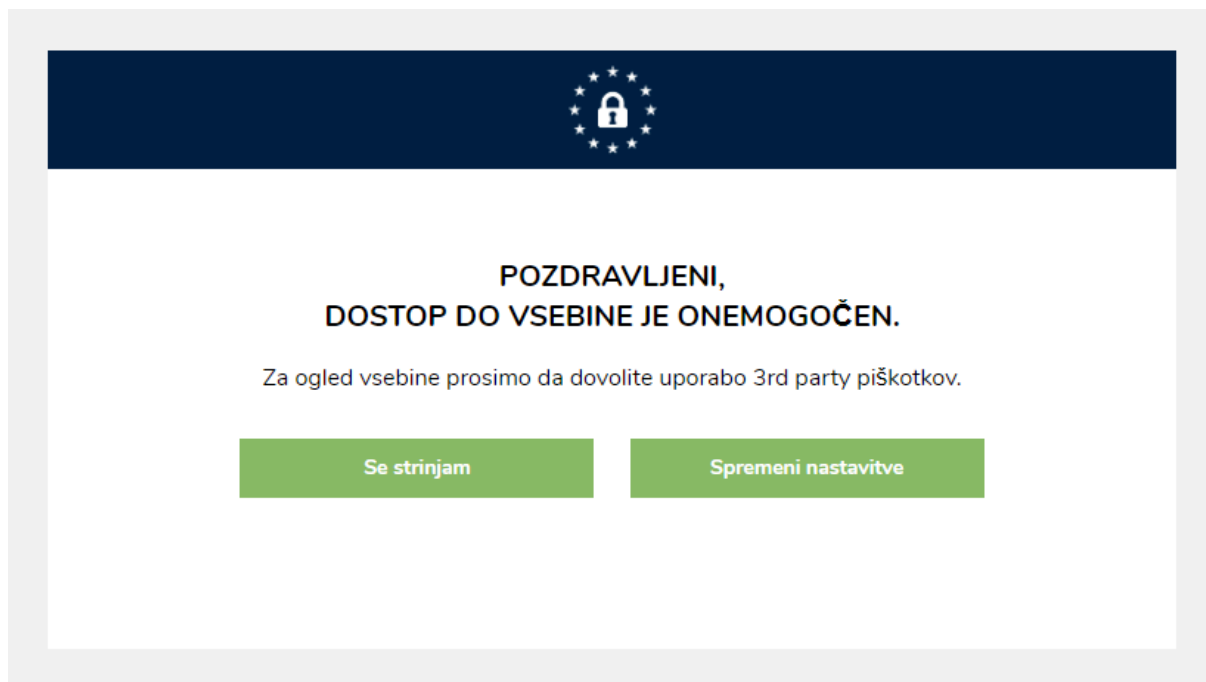 POZDRAVLJENI,
DOSTOP DO VSEBINE JE ONEMOGOČEN.
Za ogled vsebine prosimo da dovolite uporabo 3rd party piškotkov.
Se strinjam
Spremeni nastavitve